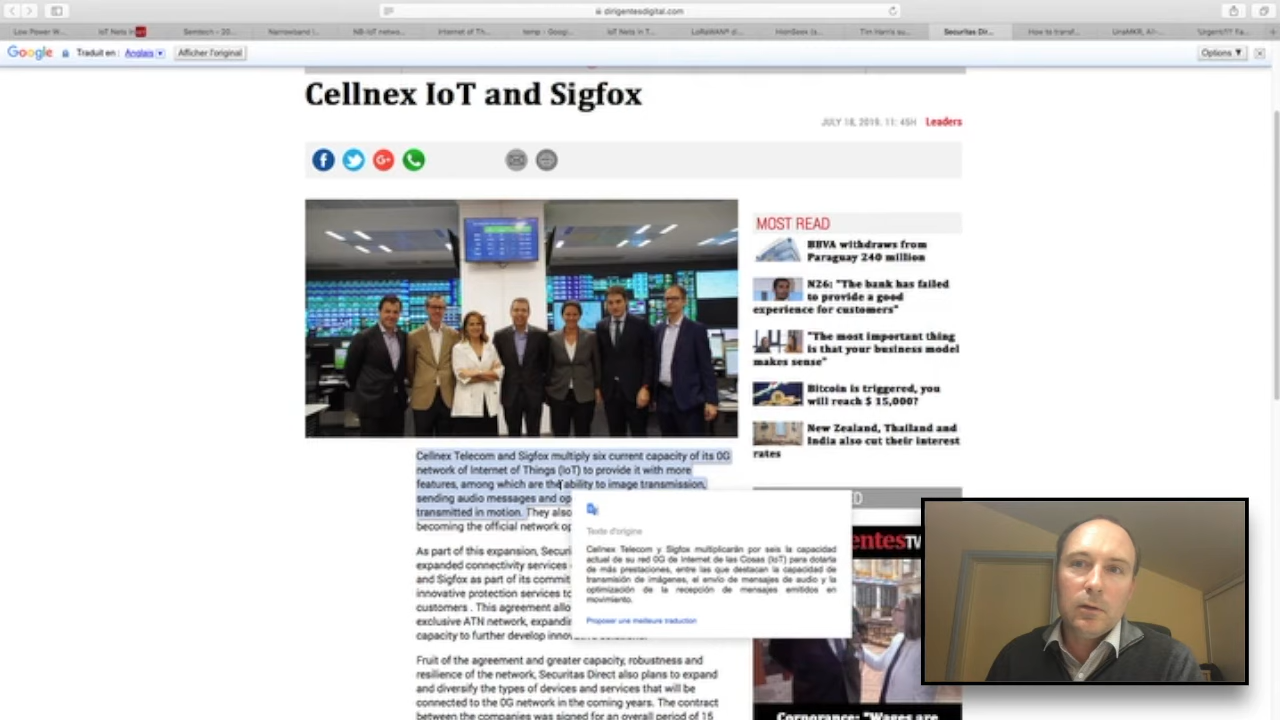 dirigentesdigital.com
Low Power W...
IoT Nets in
Semtech - 20...
Narrowband I...
NB-IoT netwo...
Internet of Th...
temp - Googl...
IoT Nets in T...
LoRaWAN® d...
Tim Harris su...
Securitas Dir...
How to transf...
UnaMKR, AI-...
Google
Traduit en :
Anglais
Afficher l'original
Options ▼
Cellnex IoT and Sigfox
JULY 18, 2019. 11: 45H
Leaders
MOST READ
BBVA withdraws from
Paraguay 240 million
N26: "The bank has failed
to provide a good
experience for customers"
"The most important thing
is that your business model
makes sense"
Bitcoin is triggered, you
will reach $ 15,000?
New Zealand, Thailand and
India also cut their interest
rates
Cellnex Telecom and Sigfox multiply six current capacity of its 0G
network of Internet of Things (IoT) to provide it with more
features, among which are the ability to image transmission,
sending audio messages and op
transmitted in motion. They also
becoming the official network op
As part of this expansion, Securi
expanded connectivity services
and Sigfox as part of its commit
innovative protection services to
customers . This agreement allo
exclusive ATN network, expandi
capacity to further develop innovative solutions.
Fruit of the agreement and greater capacity, robustness and
resilience of the network, Securitas Direct also plans to expand
and diversify the types of devices and services that will be
connected to the 0G network in the coming years. The contract
between the companies was signed for an overall period of 15
Texte d'origine
Cellnex Telecom y Sigfox multiplicarán por seis la capacidad
actual de su red 0G de Internet de las Cosas (IoT) para dotarla
de más prestaciones, entre las que destacan la capacidad de
transmisión de imágenes, el envío de mensajes de audio y la
optimización de la recepción de mensajes emitidos en
movimiento.
Proposer une meilleure traduction
ED
entesTV
Corporance: "Wages are